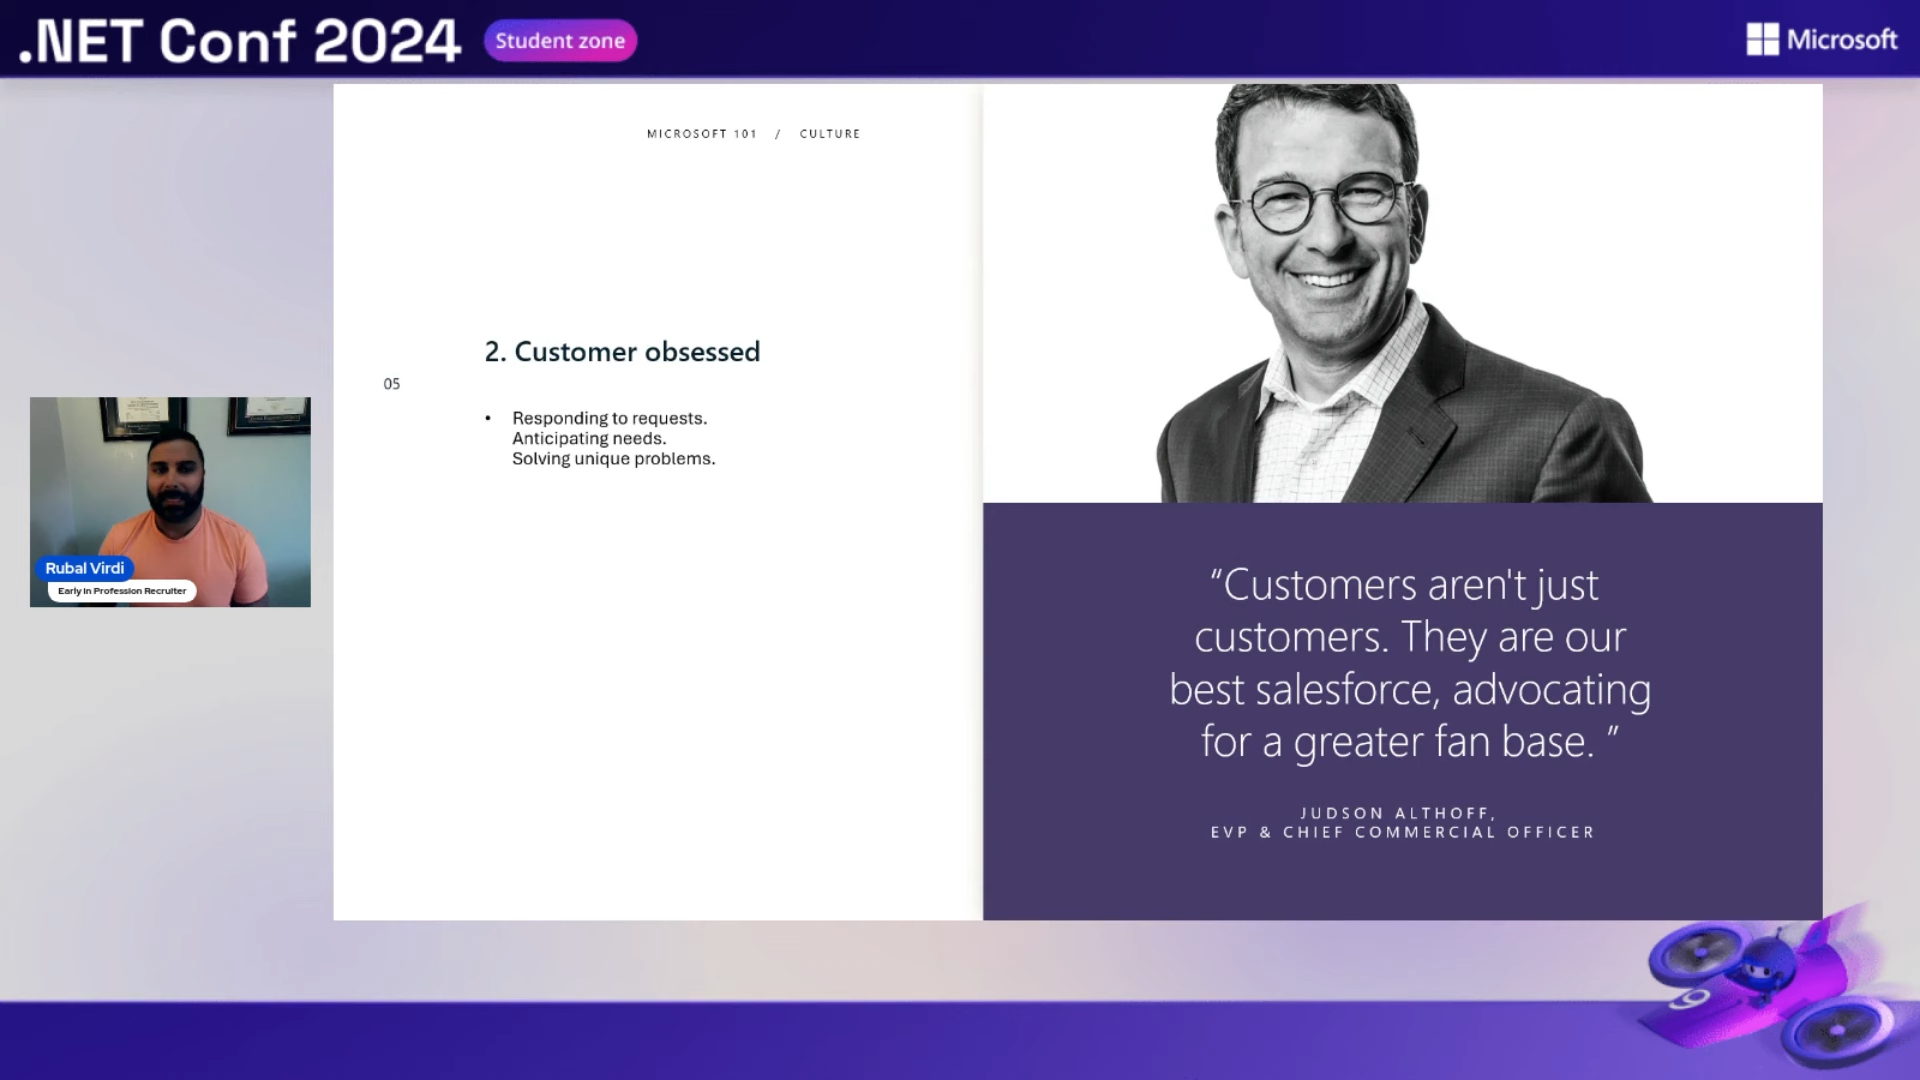 .NET Conf 2024
Student zone
Microsoft
MICROSOFT 101 / CULTURE
2. Customer obsessed
05
• Responding to requests.
Anticipating needs.
Solving unique problems.
Rubal Virdi
Early in Profession Recruiter
“Customers aren't just
customers. They are our
best salesforce, advocating
for a greater fan base. ”
JUDSON ALTHOFF,
EVP & CHIEF COMMERCIAL OFFICER
9